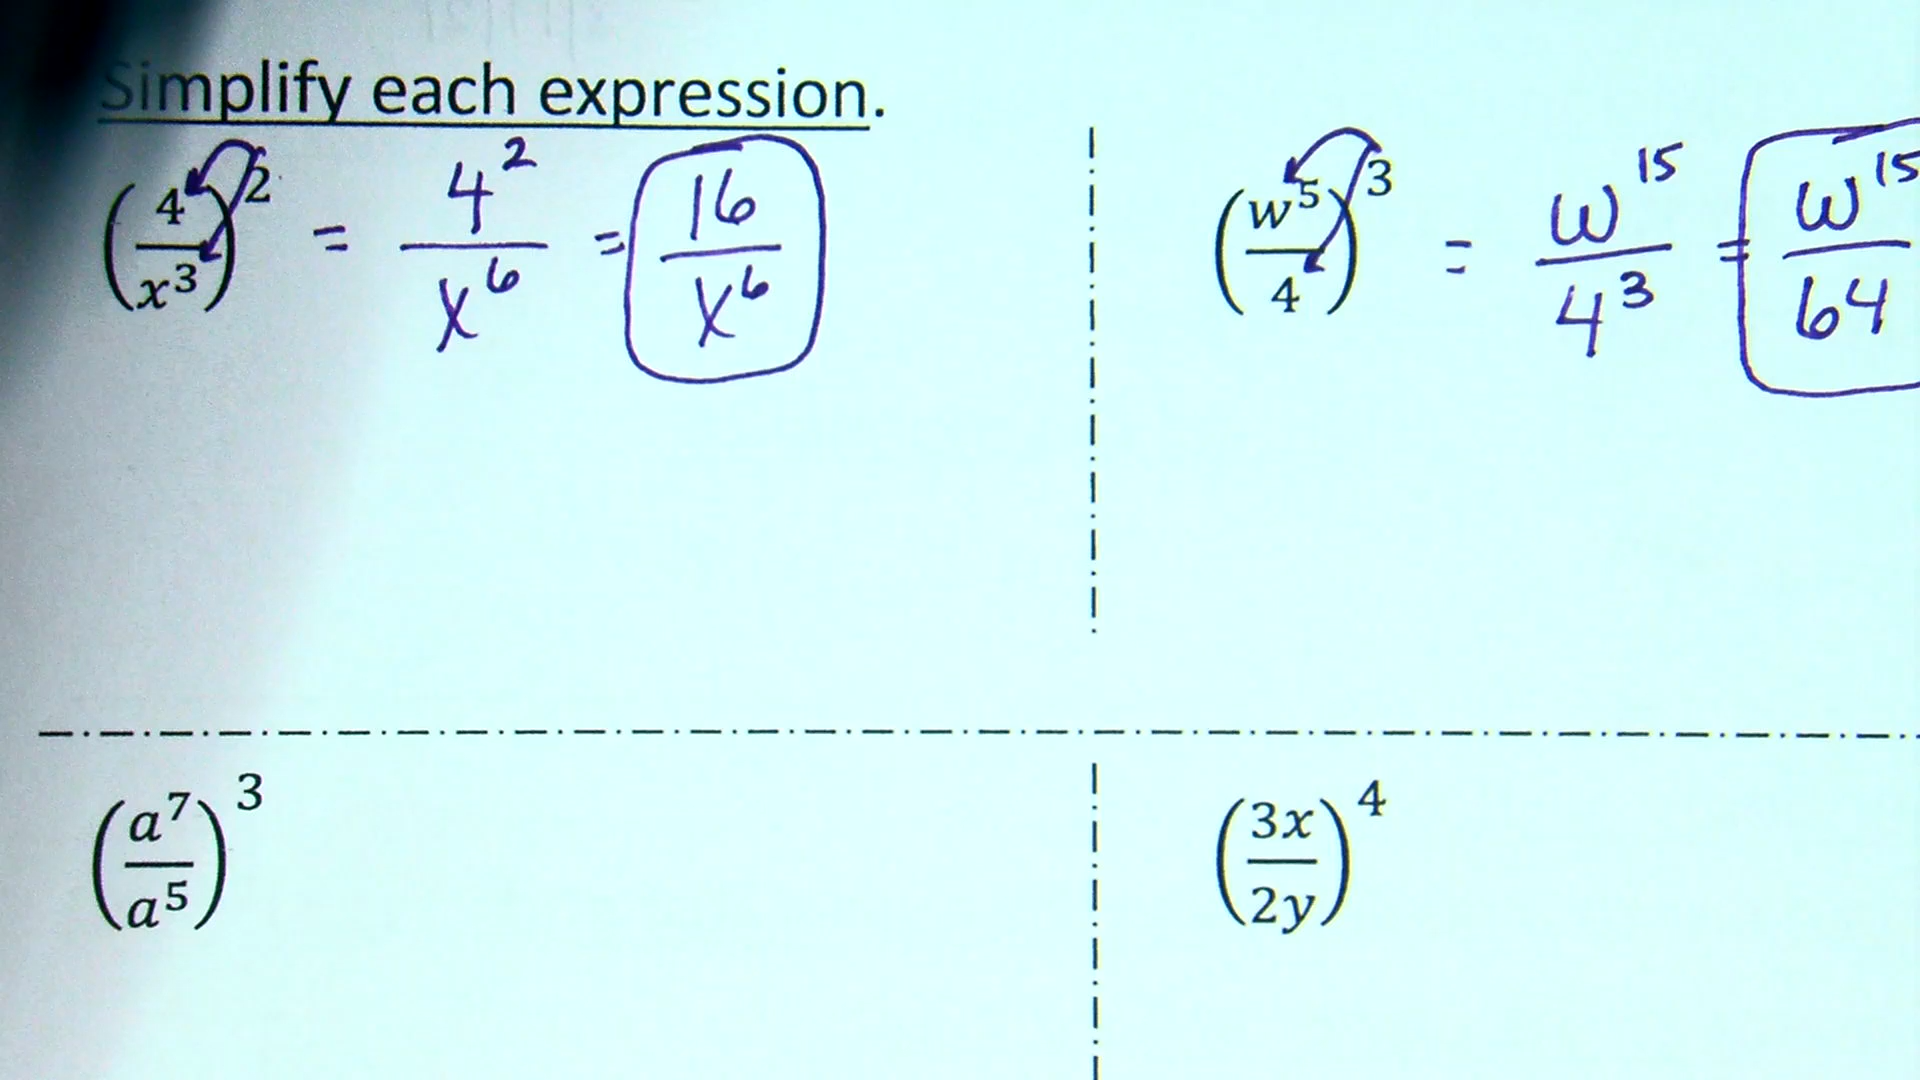 Simplify each expression.
(4/x³)² = 4²/x⁶ = 16/x⁶
(w⁵/4)³ = w¹⁵/4³ = w¹⁵/64
(a⁷/a⁵)³
(3x/2y)⁴